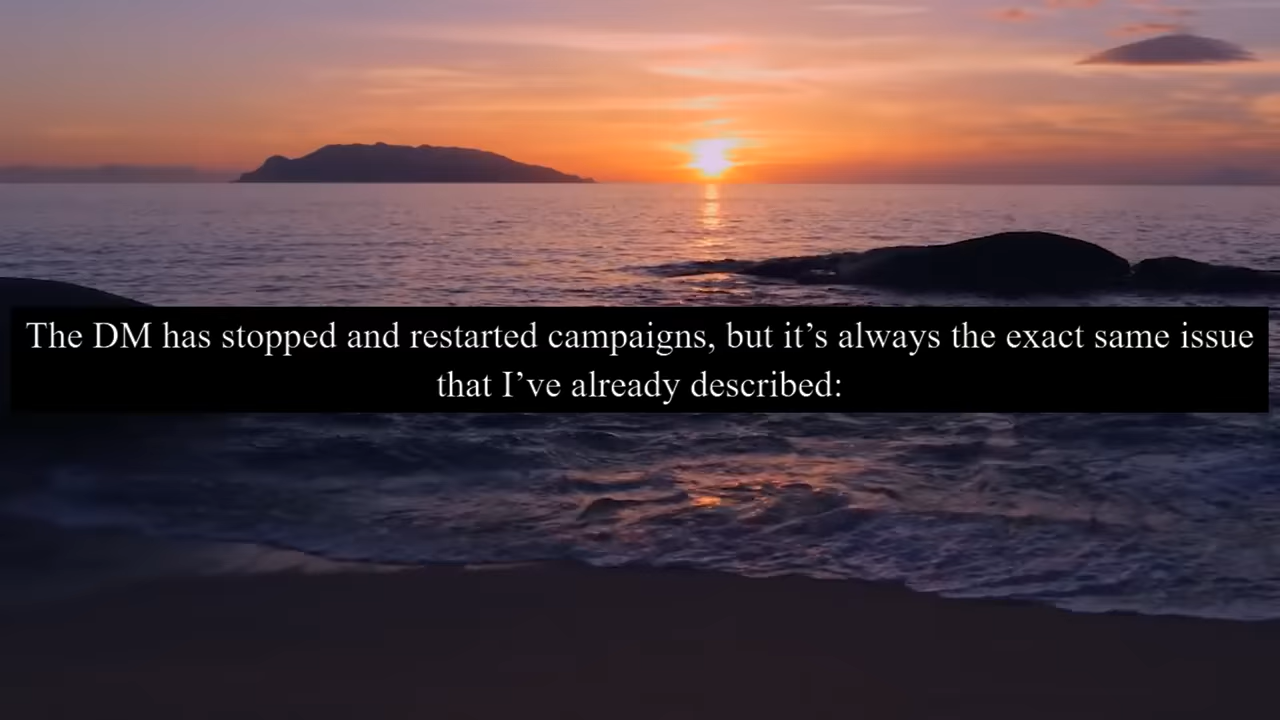 The DM has stopped and restarted campaigns, but it’s always the exact same issue
that I’ve already described: